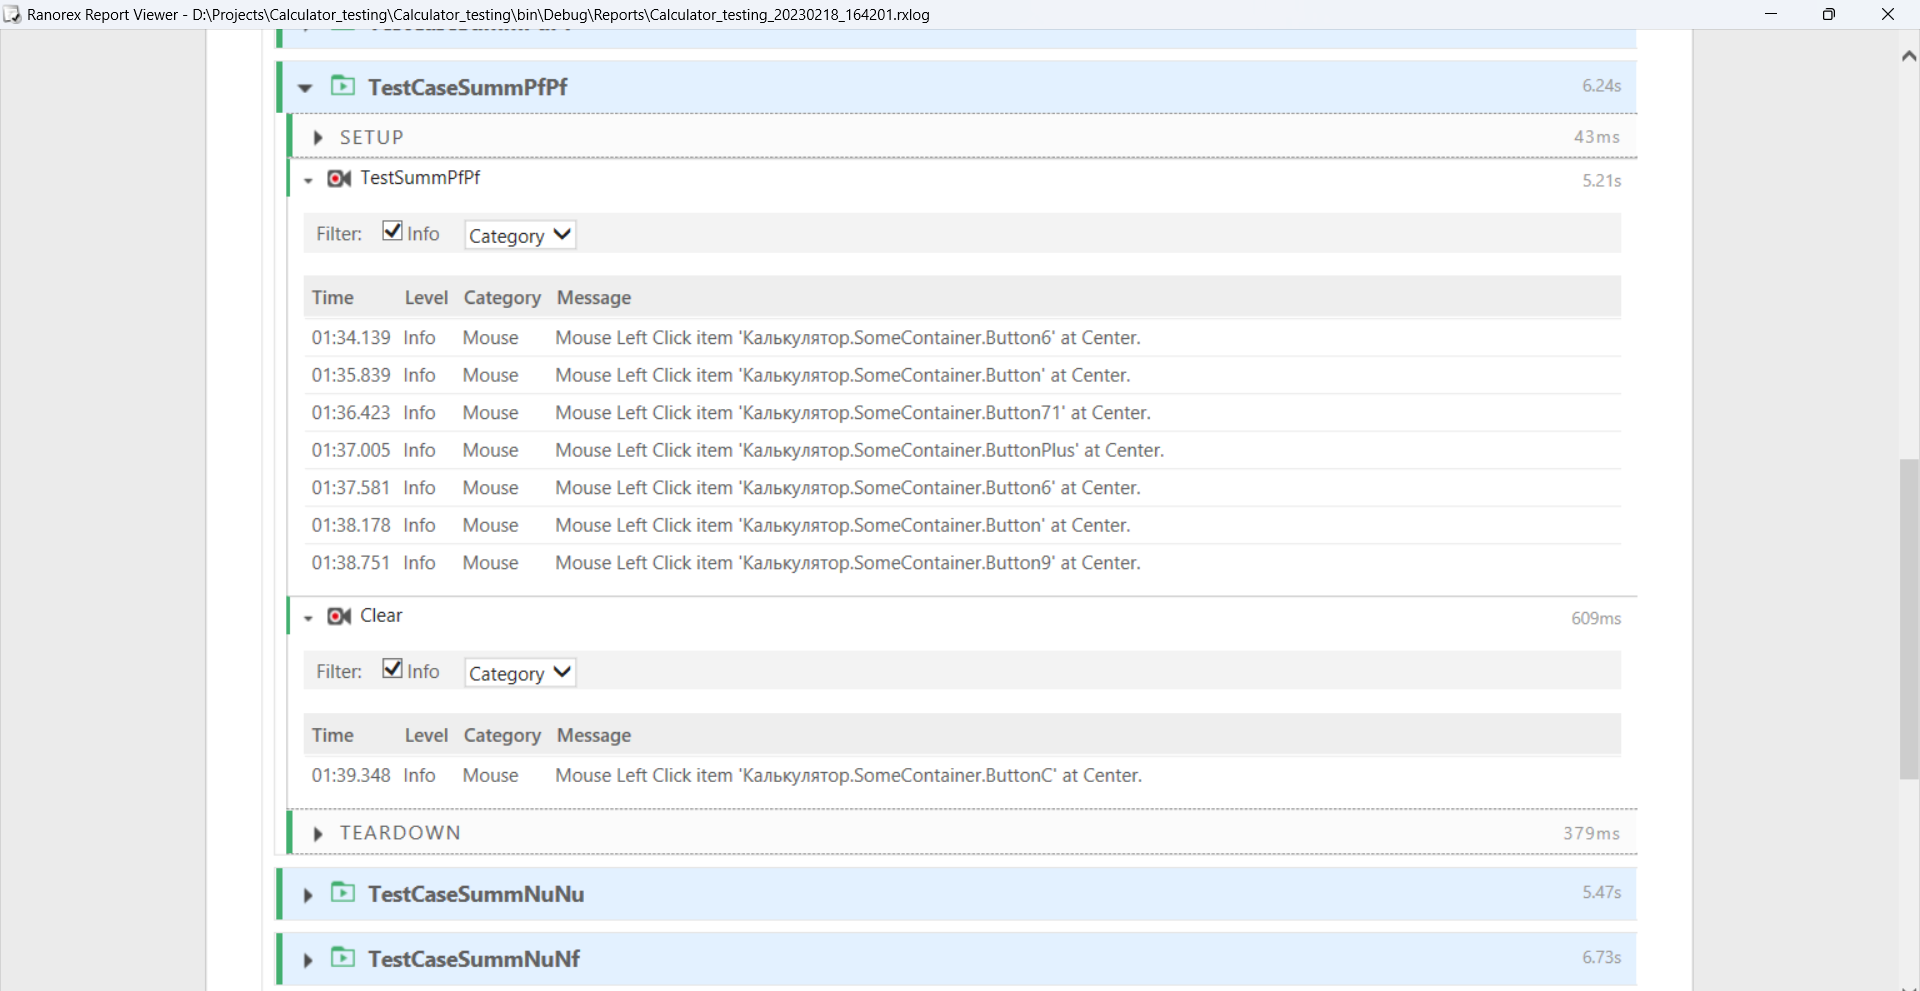 Ranorex Report Viewer - D:\Projects\Calculator_testing\Calculator_testing\bin\Debug\Reports\Calculator_testing_20230218_164201.rxlog
TestCaseSummPfPf 6.24s
SETUP 43ms
TestSummPfPf 5.21s
Filter: Info Category
Time Level Category Message
01:34.139 Info Mouse Mouse Left Click item 'Калькулятор.SomeContainer.Button6' at Center.
01:35.839 Info Mouse Mouse Left Click item 'Калькулятор.SomeContainer.Button' at Center.
01:36.423 Info Mouse Mouse Left Click item 'Калькулятор.SomeContainer.Button71' at Center.
01:37.005 Info Mouse Mouse Left Click item 'Калькулятор.SomeContainer.ButtonPlus' at Center.
01:37.581 Info Mouse Mouse Left Click item 'Калькулятор.SomeContainer.Button6' at Center.
01:38.178 Info Mouse Mouse Left Click item 'Калькулятор.SomeContainer.Button' at Center.
01:38.751 Info Mouse Mouse Left Click item 'Калькулятор.SomeContainer.Button9' at Center.
Clear 609ms
Filter: Info Category
Time Level Category Message
01:39.348 Info Mouse Mouse Left Click item 'Калькулятор.SomeContainer.ButtonC' at Center.
TEARDOWN 379ms
TestCaseSummNuNu 5.47s
TestCaseSummNuNf 6.73s